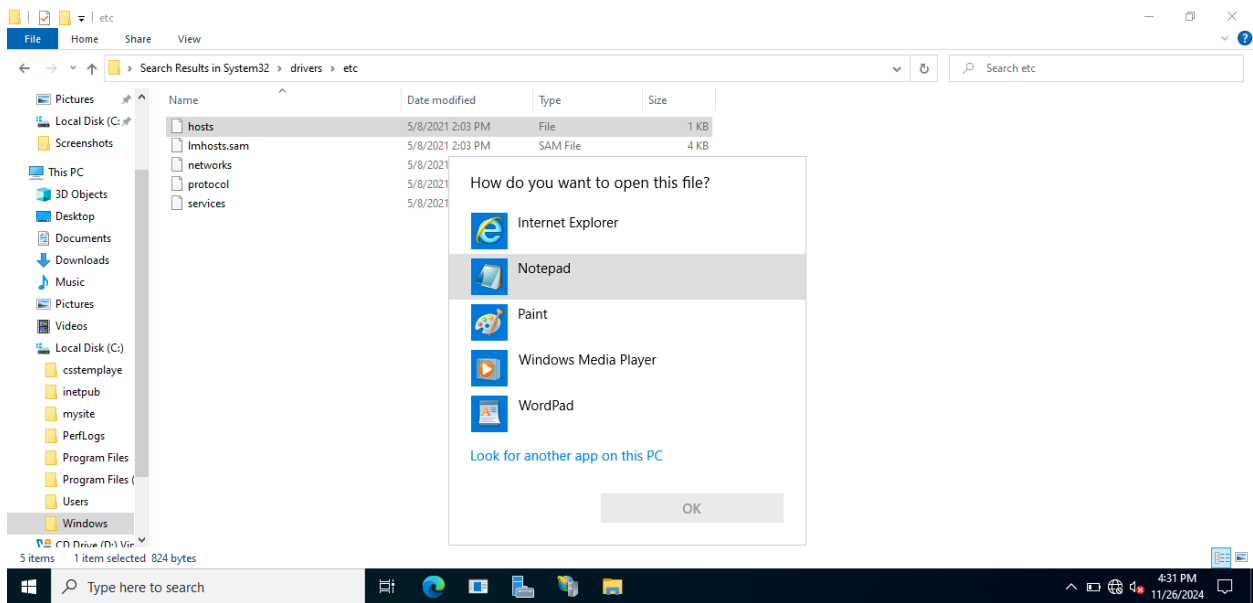 etc
File Home Share View
Search Results in System32 > drivers > etc
Search etc
Pictures
Local Disk (C:
Screenshots
This PC
3D Objects
Desktop
Documents
Downloads
Music
Pictures
Videos
Local Disk (C:)
csstemplaye
inetpub
mysite
PerfLogs
Program Files
Program Files (
Users
Windows
CD Drive (D:) Vir
Name Date modified Type Size
hosts 5/8/2021 2:03 PM File 1 KB
lmhosts.sam 5/8/2021 2:03 PM SAM File 4 KB
networks 5/8/2021
protocol 5/8/2021
services 5/8/2021
How do you want to open this file?
Internet Explorer
Notepad
Paint
Windows Media Player
WordPad
Look for another app on this PC
OK
5 items 1 item selected 824 bytes
Type here to search
4:31 PM
11/26/2024